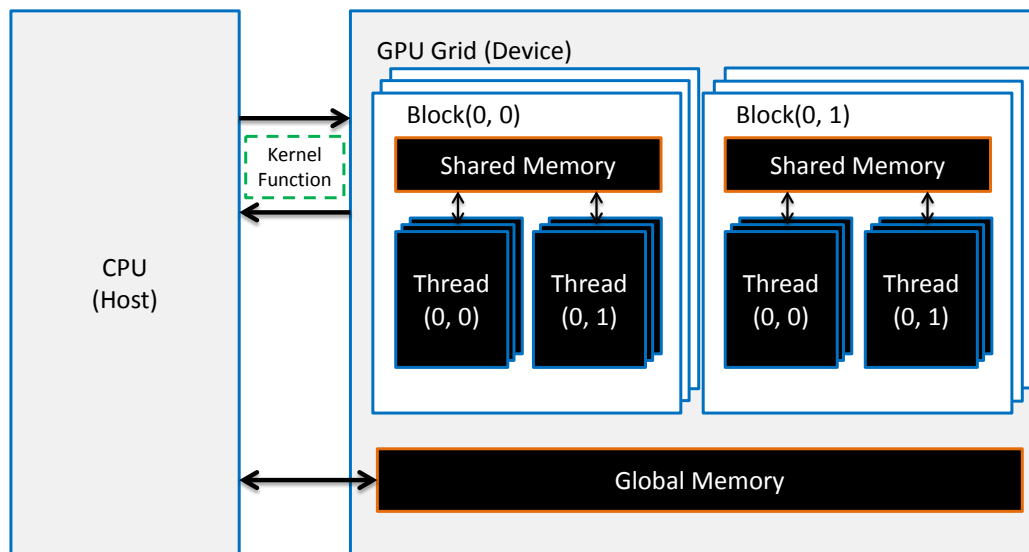 GPU Grid (Device)
Block(0, 0)
Block(0, 1)
Kernel
Function
Shared Memory
Shared Memory
CPU
(Host)
Thread
(0, 0)
Thread
(0, 1)
Thread
(0, 0)
Thread
(0, 1)
Global Memory